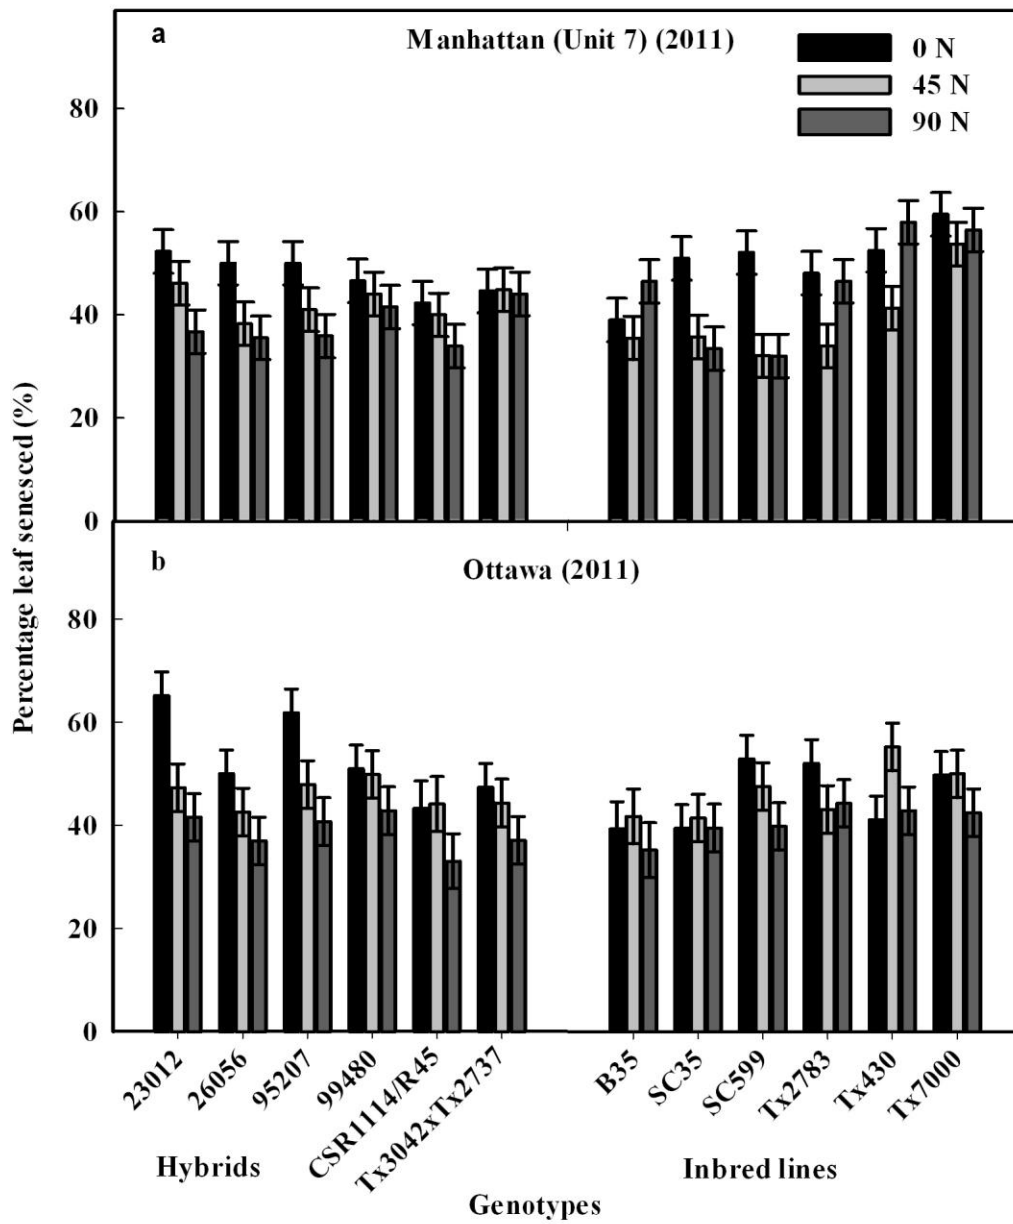 a
Manhattan (Unit 7) (2011)
0 N
45 N
90 N
80
60
40
20
0
b
Ottawa (2011)
80
60
40
20
0
Percentage leaf senesced (%)
23012
26056
95207
99480
CSR1114/R45
Tx3042xTx2737
B35
SC35
SC599
Tx2783
Tx430
Tx7000
Hybrids
Inbred lines
Genotypes